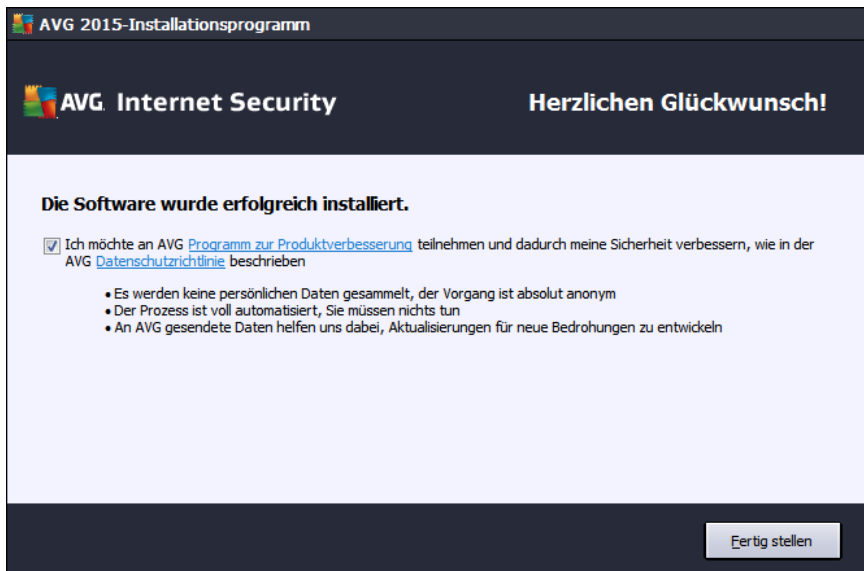 AVG 2015-Installationsprogramm
AVG. Internet Security
Herzlichen Glückwunsch!
Die Software wurde erfolgreich installiert.
Ich möchte an AVG Programm zur Produktverbesserung teilnehmen und dadurch meine Sicherheit verbessern, wie in der
AVG Datenschutzrichtlinie beschrieben
• Es werden keine persönlichen Daten gesammelt, der Vorgang ist absolut anonym
• Der Prozess ist voll automatisiert, Sie müssen nichts tun
• An AVG gesendete Daten helfen uns dabei, Aktualisierungen für neue Bedrohungen zu entwickeln
Fertig stellen